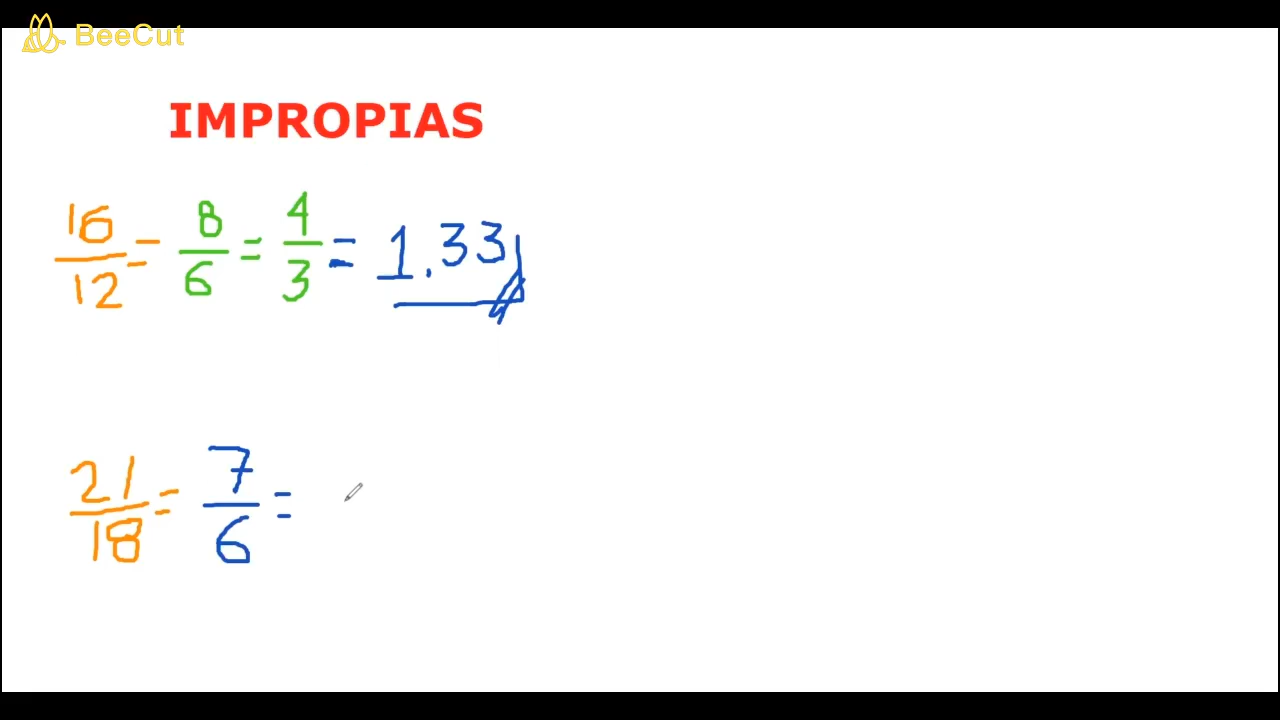 BeeCut
IMPROPIAS
16/12 = 8/6 = 4/3 = 1.33
21/18 = 7/6 =